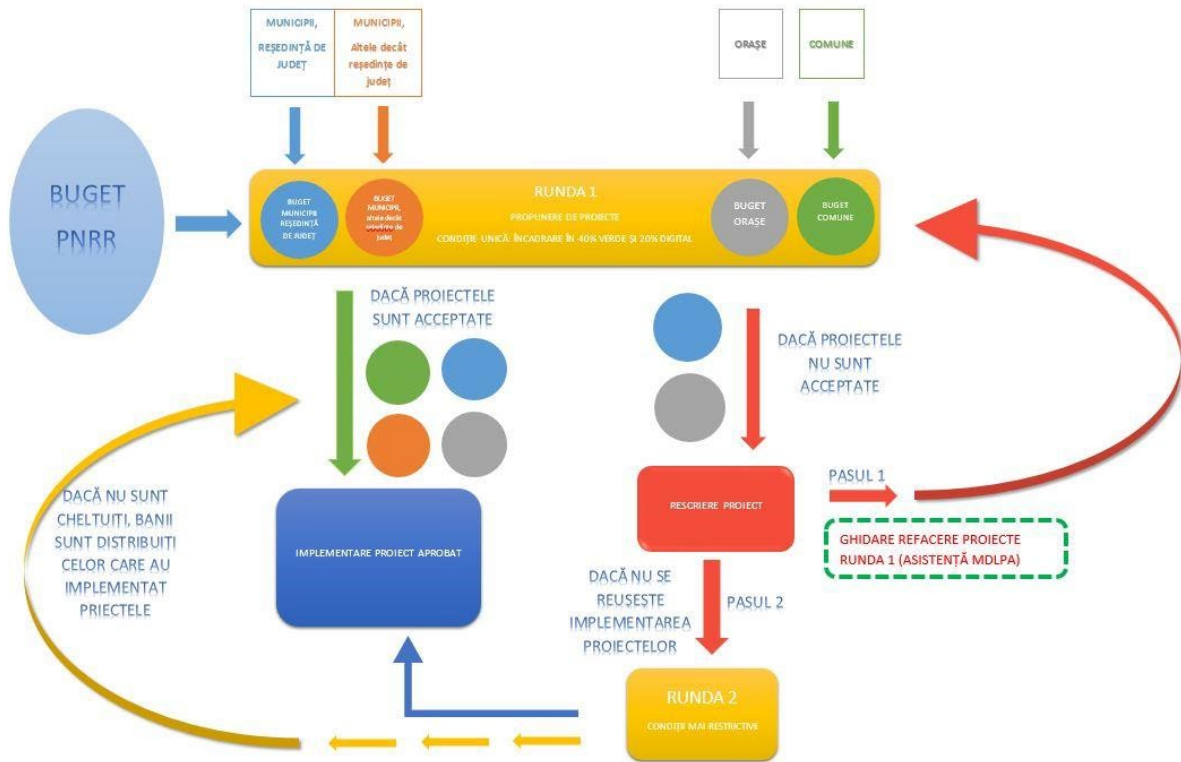 MUNICIPII,
REȘEDINȚĂ DE
JUDEȚ
MUNICIPII,
Altele decât
reședințe de
județ
ORAȘE
COMUNE
BUGET
PNRR
BUGET
MUNICIPII
REȘEDINȚĂ
DE JUDEȚ
BUGET
MUNICIPII,
altele decât
reședințe de
județ
RUNDA 1
PROPUNERE DE PROIECTE
CONDIȚIE UNICĂ: ÎNCADRARE ÎN 40% VERDE ȘI 20% DIGITAL
BUGET
ORAȘE
BUGET
COMUNE
DACĂ PROIECTELE
SUNT ACCEPTATE
DACĂ PROIECTELE
NU SUNT
ACCEPTATE
DACĂ NU SUNT
CHELTUIȚI, BANII
SUNT DISTRIBUIȚI
CELOR CARE AU
IMPLEMENTAT
PRIECTELE
IMPLEMENTARE PROIECT APROBAT
RESCRIERE PROIECT
PASUL 1
GHIDARE REFACERE PROIECTE
RUNDA 1 (ASISTENȚĂ MDLPA)
DACĂ NU SE
REUȘEȘTE
IMPLEMENTAREA
PROIECTELOR
PASUL 2
RUNDA 2
CONDIȚII MAI RESTRICTIVE